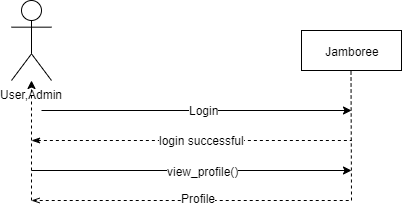 Jamboree
User,Admin
Login
login successful
view_profile()
Profile